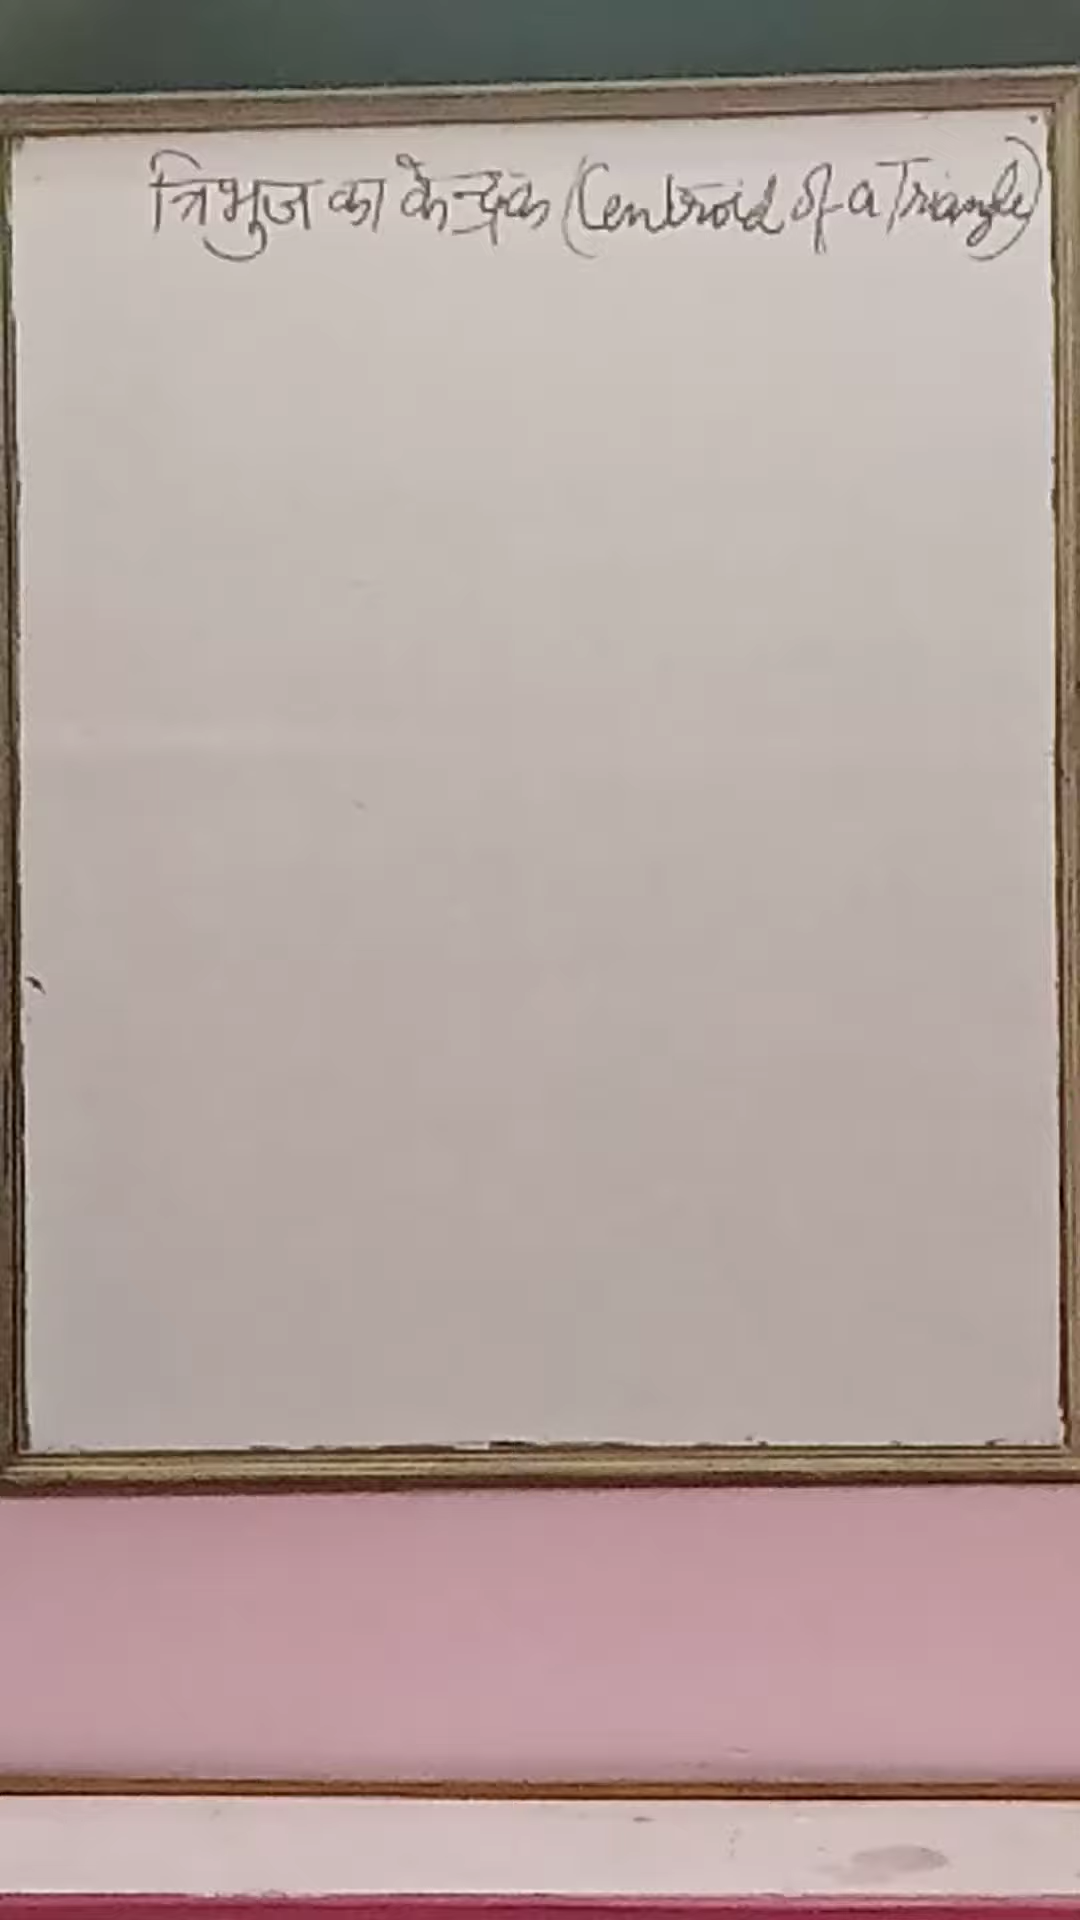 त्रिभुज का केन्द्रक (Centroid of a Triangle)